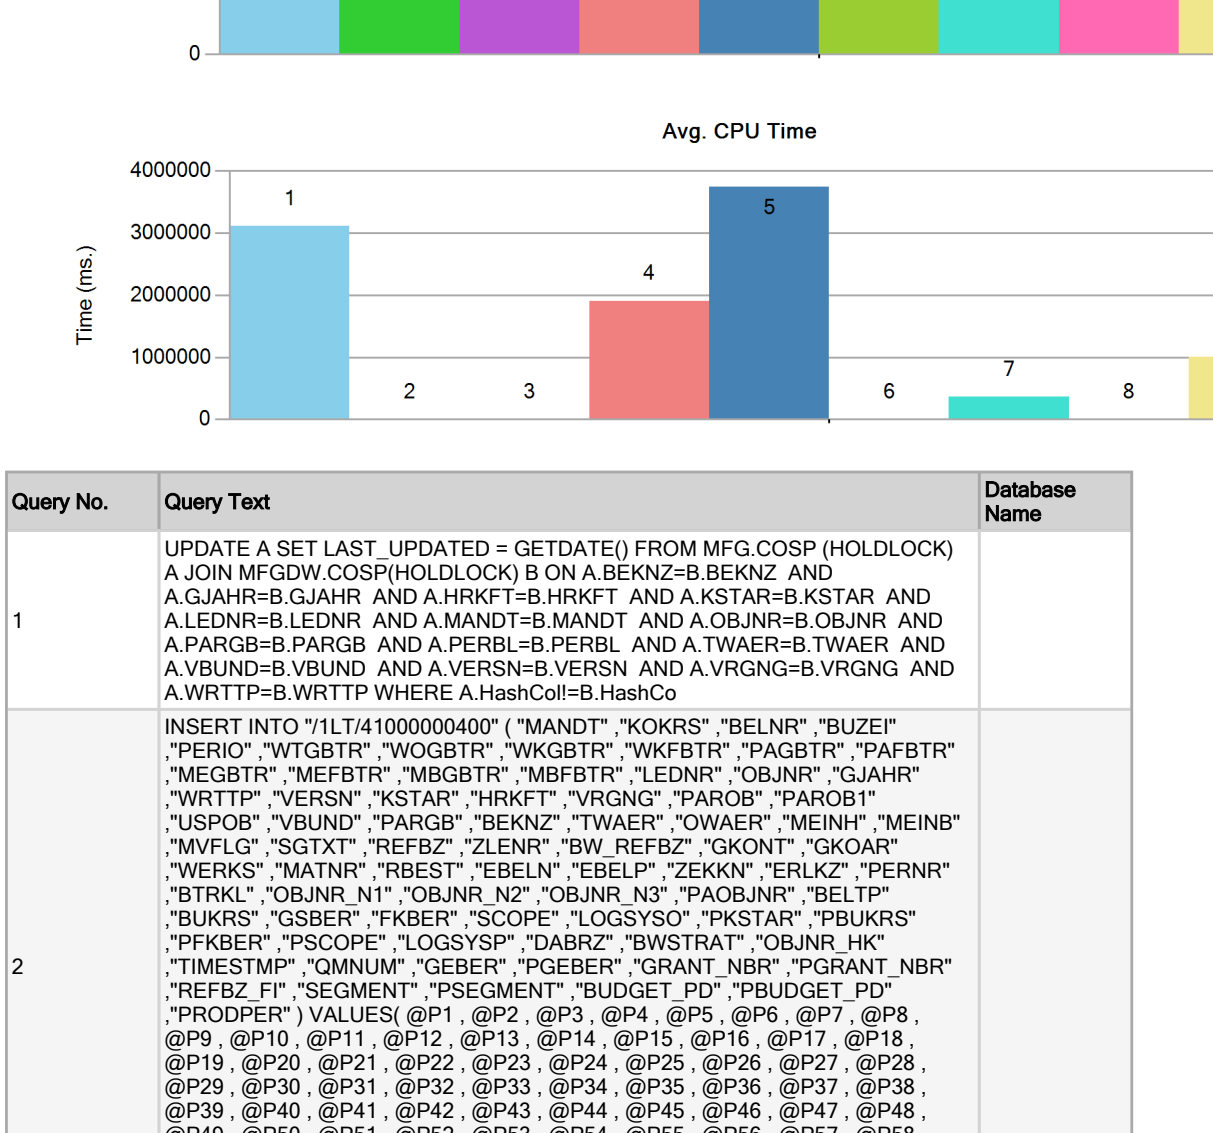 0
Avg. CPU Time
Time (ms.)
4000000
3000000
2000000
1000000
0
1
2
3
4
5
6
7
8
Query No.
Query Text
Database
Name
1
UPDATE A SET LAST_UPDATED = GETDATE() FROM MFG.COSP (HOLDLOCK)
A JOIN MFGDW.COSP(HOLDLOCK) B ON A.BEKNZ=B.BEKNZ  AND
A.GJAHR=B.GJAHR  AND A.HRKFT=B.HRKFT  AND A.KSTAR=B.KSTAR  AND
A.LEDNR=B.LEDNR  AND A.MANDT=B.MANDT  AND A.OBJNR=B.OBJNR  AND
A.PARGB=B.PARGB  AND A.PERBL=B.PERBL  AND A.TWAER=B.TWAER  AND
A.VBUND=B.VBUND  AND A.VERSN=B.VERSN  AND A.VRGNG=B.VRGNG  AND
A.WRTTP=B.WRTTP WHERE A.HashCol!=B.HashCo
2
INSERT INTO "/1LT/41000000400" ( "MANDT" ,"KOKRS" ,"BELNR" ,"BUZEI"
,"PERIO" ,"WTGBTR" ,"WOGBTR" ,"WKGBTR" ,"WKFBTR" ,"PAGBTR" ,"PAFBTR"
,"MEGBTR" ,"MEFBTR" ,"MBGBTR" ,"MBFBTR" ,"LEDNR" ,"OBJNR" ,"GJAHR"
,"WRTTP" ,"VERSN" ,"KSTAR" ,"HRKFT" ,"VRGNG" ,"PAROB" ,"PAROB1"
,"USPOB" ,"VBUND" ,"PARGB" ,"BEKNZ" ,"TWAER" ,"OWAER" ,"MEINH" ,"MEINB"
,"MVFLG" ,"SGTXT" ,"REFBZ" ,"ZLENR" ,"BW_REFBZ" ,"GKONT" ,"GKOAR"
,"WERKS" ,"MATNR" ,"RBEST" ,"EBELN" ,"EBELP" ,"ZEKKN" ,"ERLKZ" ,"PERNR"
,"BTRKL" ,"OBJNR_N1" ,"OBJNR_N2" ,"OBJNR_N3" ,"PAOBJNR" ,"BELTP"
,"BUKRS" ,"GSBER" ,"FKBER" ,"SCOPE" ,"LOGSYSO" ,"PKSTAR" ,"PBUKRS"
,"PFKBER" ,"PSCOPE" ,"LOGSYSP" ,"DABRZ" ,"BWSTRAT" ,"OBJNR_HK"
,"TIMESTMP" ,"QMNUM" ,"GEBER" ,"PGEBER" ,"GRANT_NBR" ,"PGRANT_NBR"
,"REFBZ_FI" ,"SEGMENT" ,"PSEGMENT" ,"BUDGET_PD" ,"PBUDGET_PD"
,"PRODPER" ) VALUES( @P1 , @P2 , @P3 , @P4 , @P5 , @P6 , @P7 , @P8 ,
@P9 , @P10 , @P11 , @P12 , @P13 , @P14 , @P15 , @P16 , @P17 , @P18 ,
@P19 , @P20 , @P21 , @P22 , @P23 , @P24 , @P25 , @P26 , @P27 , @P28 ,
@P29 , @P30 , @P31 , @P32 , @P33 , @P34 , @P35 , @P36 , @P37 , @P38 ,
@P39 , @P40 , @P41 , @P42 , @P43 , @P44 , @P45 , @P46 , @P47 , @P48 ,
@P49 , @P50 , @P51 , @P52 , @P53 , @P54 , @P55 , @P56 , @P57 , @P58 ,